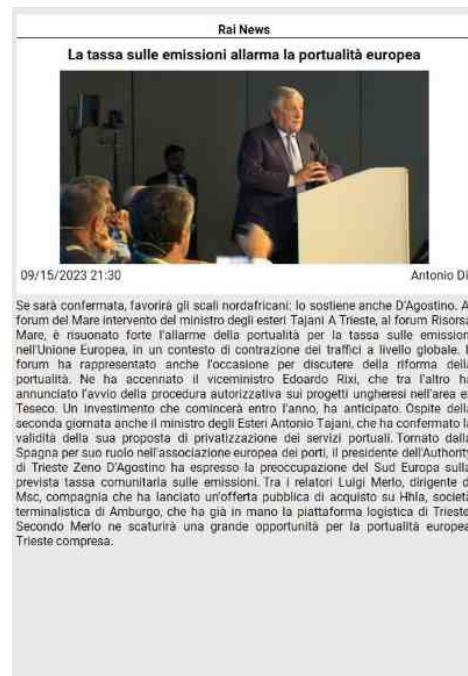 Rai News
La tassa sulle emissioni allarma la portualità europea
09/15/2023 21:30
Antonio Di
Se sarà confermata, favorirà gli scali nordafricani: lo sostiene anche D'Agostino. A
forum del Mare intervento del ministro degli esteri Tajani A Trieste, al forum Risorsa
Mare, è risuonato forte l'allarme della portualità per la tassa sulle emission
nell'Unione Europea, in un contesto di contrazione dei traffici a livello globale. I
forum ha rappresentato anche l'occasione per discutere della riforma della
portualità. Ne ha accennato il viceministro Edoardo Rixi, che tra l'altro ha
annunciato l'avvio della procedura autorizzativa sui progetti ungheresi nell'area e
Teseco. Un investimento che comincerà entro l'anno, ha anticipato. Ospite della
seconda giornata anche il ministro degli Esteri Antonio Tajani, che ha confermato l
validità della sua proposta di privatizzazione dei servizi portuali. Tornato dalla
Spagna per suo ruolo nell'associazione europea dei porti, il presidente dell'Authority
di Trieste Zeno D'Agostino ha espresso la preoccupazione del Sud Europa sulla
prevista tassa comunitaria sulle emissioni. Tra i relatori Luigi Merlo, dirigente d
Msc, compagnia che ha lanciato un'offerta pubblica di acquisto su Hhla, società
terminalistica di Amburgo, che ha già in mano la piattaforma logistica di Trieste
Secondo Merlo ne scaturirà una grande opportunità per la portualità europea
Trieste compresa.